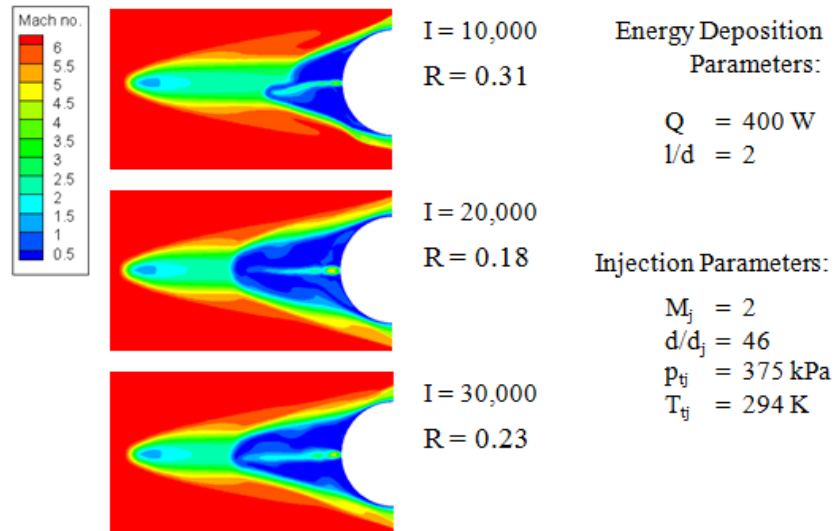 Mach no.
6
5.5
5
4.5
4
3.5
3
2.5
2
1.5
1
0.5
I = 10,000
R = 0.31
I = 20,000
R = 0.18
I = 30,000
R = 0.23
Energy Deposition
Parameters:
Q = 400 W
l/d = 2
Injection Parameters:
Mj = 2
d/dj = 46
ptj = 375 kPa
Ttj = 294 K